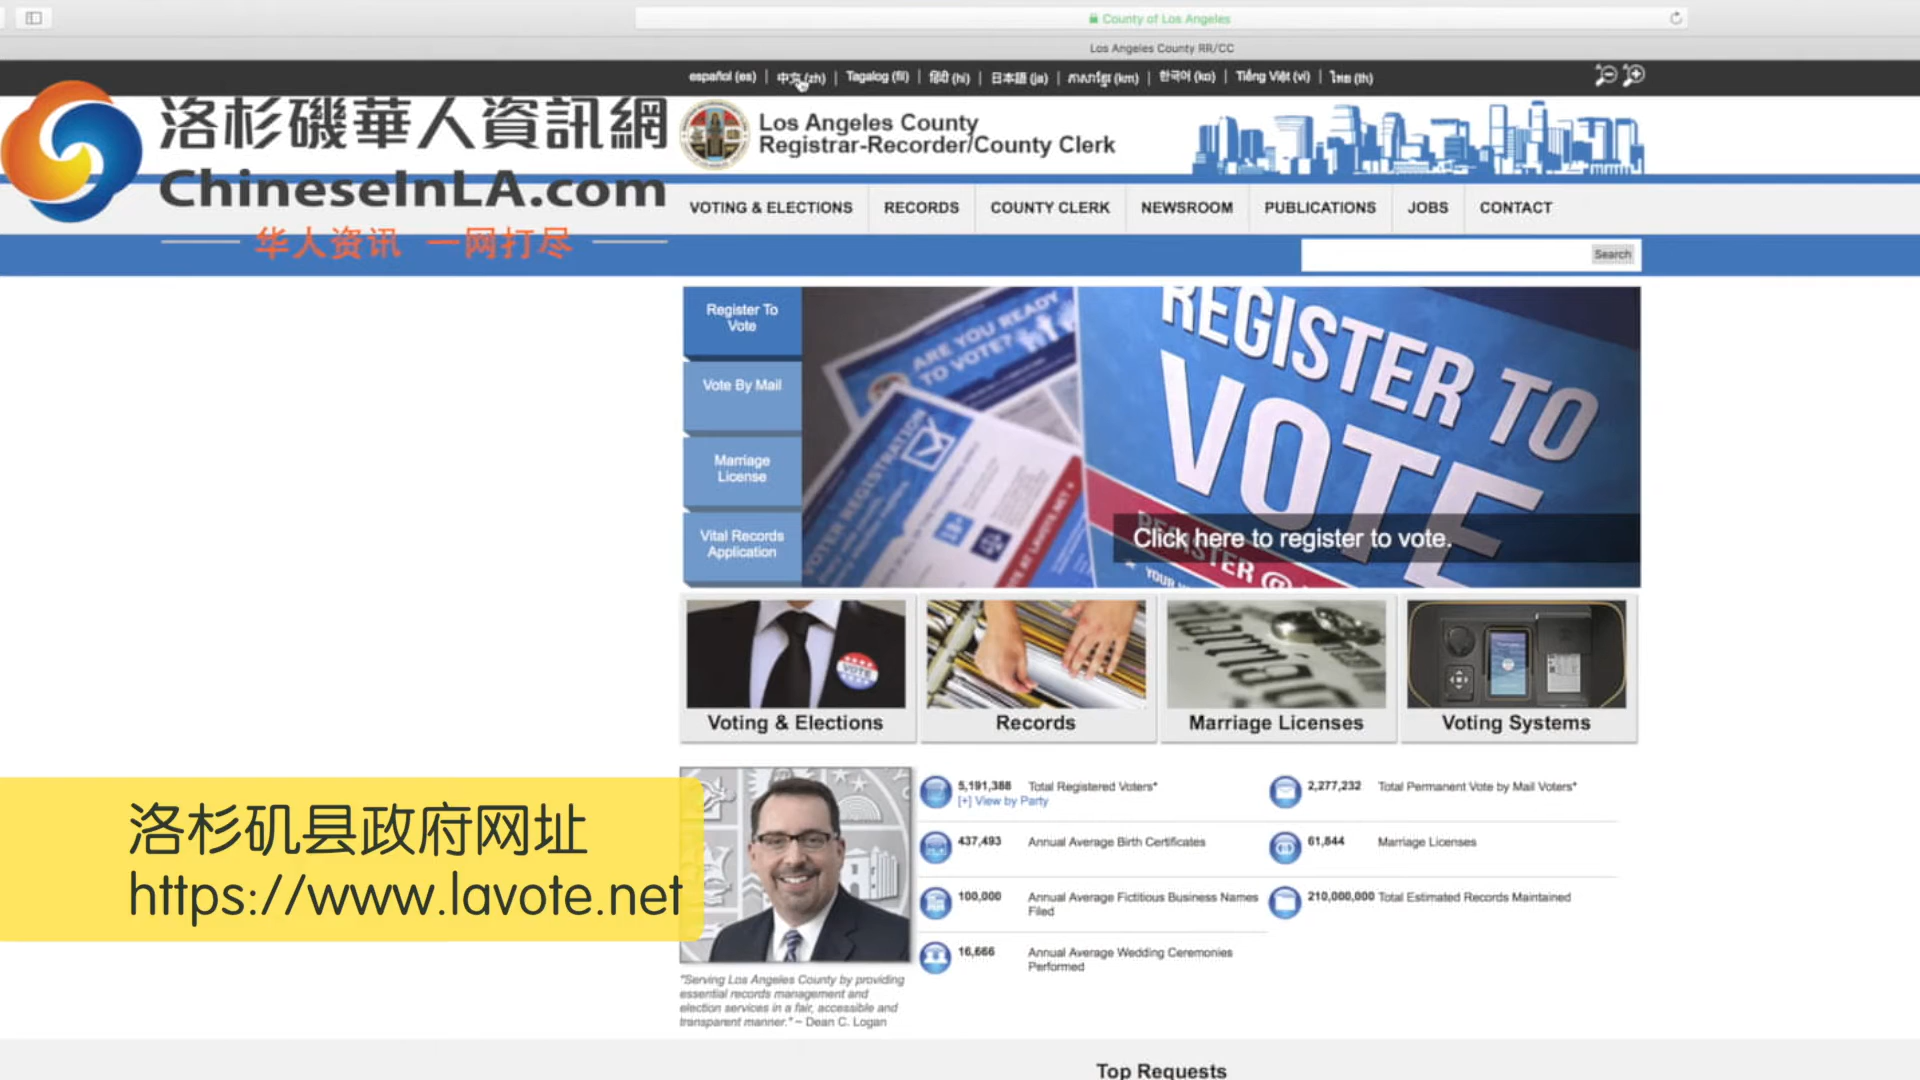 County of Los Angeles
Los Angeles County RR/CC
español (es) | 中文 (zh) | Tagalog (fil) | हिंदी (hi) | 日本語 (ja) | ភាសាខ្មែរ (km) | 한국어 (ko) | Tiếng Việt (vi) | ไทย (th)
洛杉磯華人資訊網
ChineseInLA.com
华人资讯 一网打尽
Los Angeles County
Registrar-Recorder/County Clerk
VOTING & ELECTIONS
RECORDS
COUNTY CLERK
NEWSROOM
PUBLICATIONS
JOBS
CONTACT
Search
Register To
Vote
Vote By Mail
Marriage
License
Vital Records
Application
ARE YOU READY
TO VOTE?
VOTER REGISTRATION
REGISTER TO
VOTE
REGISTER @
YOUR
Click here to register to vote.
VOTE
Voting & Elections
Records
Marriage Licenses
Voting Systems
洛杉矶县政府网址
https://www.lavote.net
5,191,388 Total Registered Voters*
[+] View by Party
2,277,232 Total Permanent Vote by Mail Voters*
437,493 Annual Average Birth Certificates
61,844 Marriage Licenses
100,000 Annual Average Fictitious Business Names
Filed
210,000,000 Total Estimated Records Maintained
16,666 Annual Average Wedding Ceremonies
Performed
"Serving Los Angeles County by providing
essential records management and
election services in a fair, accessible and
transparent manner." ~ Dean C. Logan
Top Requests